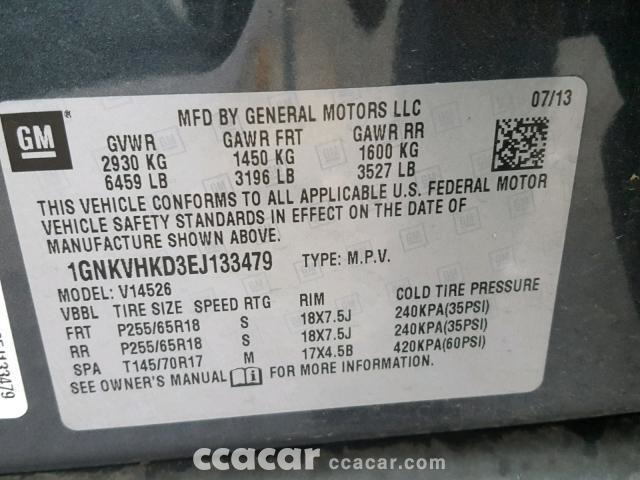 GM
®
MFD BY GENERAL MOTORS LLC 07/13
GVWR GAWR FRT GAWR RR
2930 KG 1450 KG 1600 KG
6459 LB 3196 LB 3527 LB
THIS VEHICLE CONFORMS TO ALL APPLICABLE U.S. FEDERAL MOTOR
VEHICLE SAFETY STANDARDS IN EFFECT ON THE DATE OF
MANUFACTURE SHOWN ABOVE.
1GNKVHKD3EJ133479 TYPE: M.P.V.
MODEL: V14526
VBBL TIRE SIZE SPEED RTG RIM COLD TIRE PRESSURE
FRT P255/65R18 S 18X7.5J 240KPA(35PSI)
RR P255/65R18 S 18X7.5J 240KPA(35PSI)
SPA T145/70R17 M 17X4.5B 420KPA(60PSI)
SEE OWNER'S MANUAL FOR MORE INFORMATION.
ccacar ccacar.com